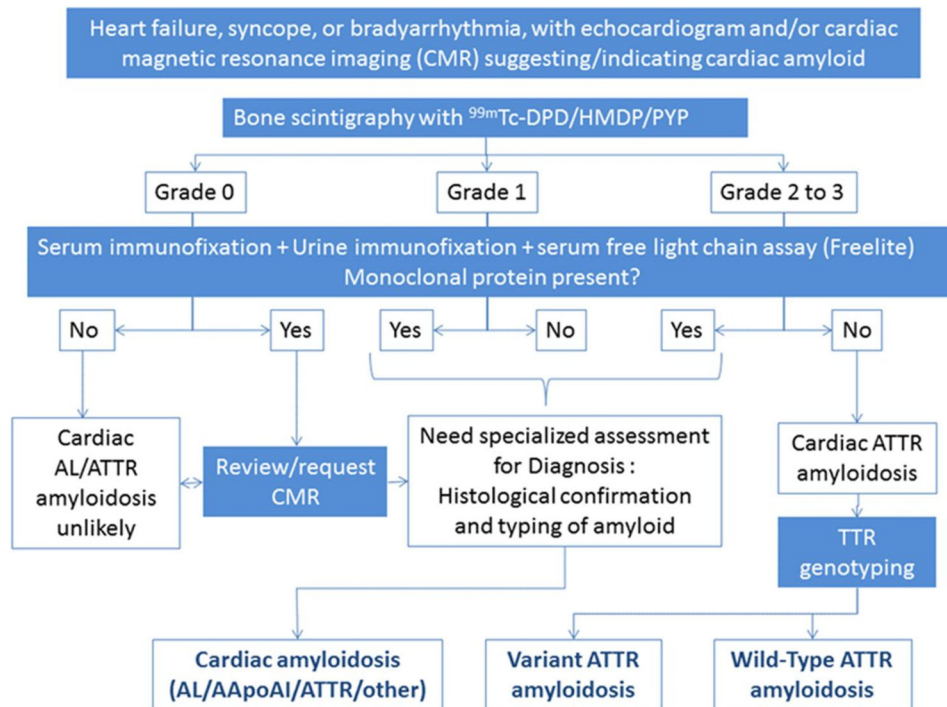 Heart failure, syncope, or bradyarrhythmia, with echocardiogram and/or cardiac
magnetic resonance imaging (CMR) suggesting/indicating cardiac amyloid
Bone scintigraphy with ⁹⁹ᵐTc-DPD/HMDP/PYP
Grade 0
Grade 1
Grade 2 to 3
Serum immunofixation + Urine immunofixation + serum free light chain assay (Freelite)
Monoclonal protein present?
No
Yes
Yes
No
Yes
No
Cardiac
AL/ATTR
amyloidosis
unlikely
Review/request
CMR
Need specialized assessment
for Diagnosis :
Histological confirmation
and typing of amyloid
Cardiac ATTR
amyloidosis
TTR
genotyping
Cardiac amyloidosis
(AL/AApoAI/ATTR/other)
Variant ATTR
amyloidosis
Wild-Type ATTR
amyloidosis